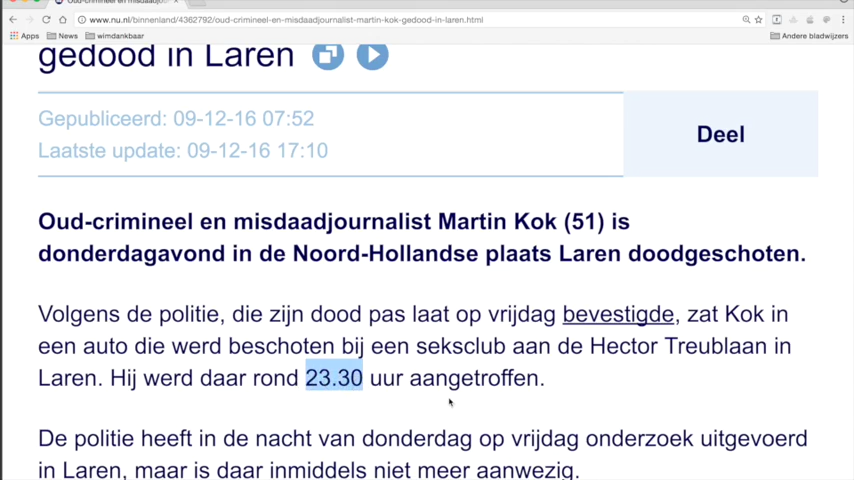 Oud-crimineel en misdaadjou
www.nu.nl/binnenland/4362792/oud-crimineel-en-misdaadjournalist-martin-kok-gedood-in-laren.html
Apps News wimdankbaar Andere bladwijzers
gedood in Laren
Gepubliceerd: 09-12-16 07:52
Laatste update: 09-12-16 17:10
Deel
Oud-crimineel en misdaadjournalist Martin Kok (51) is
donderdagavond in de Noord-Hollandse plaats Laren doodgeschoten.
Volgens de politie, die zijn dood pas laat op vrijdag bevestigde, zat Kok in
een auto die werd beschoten bij een seksclub aan de Hector Treublaan in
Laren. Hij werd daar rond 23.30 uur aangetroffen.
De politie heeft in de nacht van donderdag op vrijdag onderzoek uitgevoerd
in Laren, maar is daar inmiddels niet meer aanwezig.